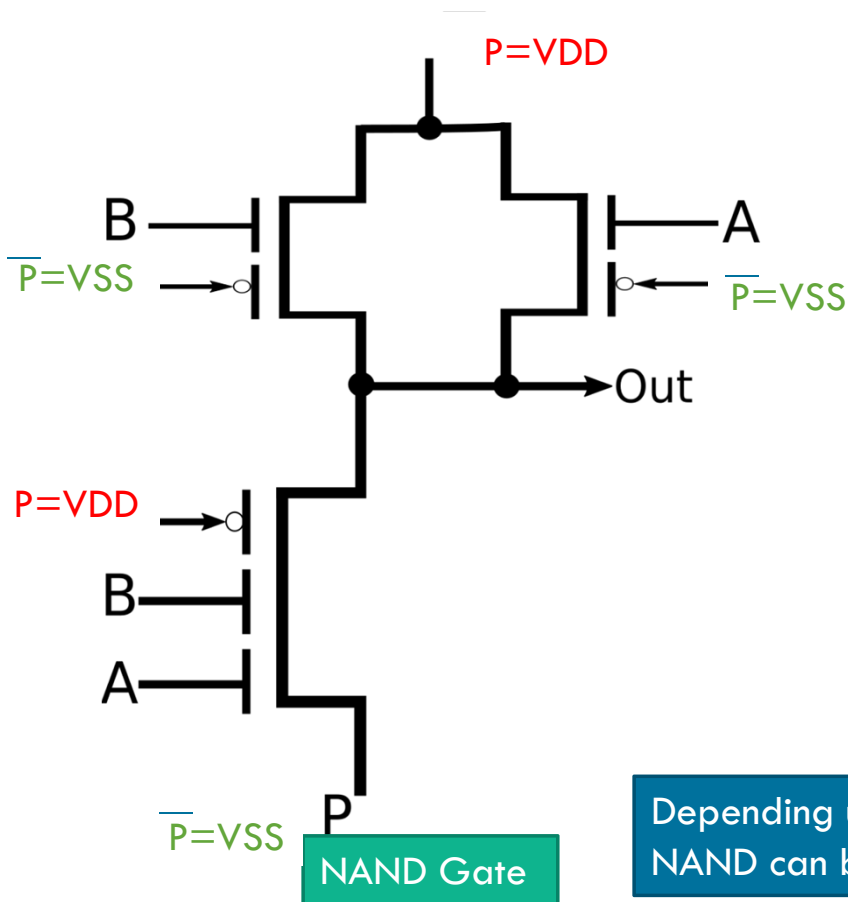 P=VDD
B
A
P̅=VSS
P̅=VSS
Out
P=VDD
B
A
P
P̅=VSS
NAND Gate
Depending
NAND can